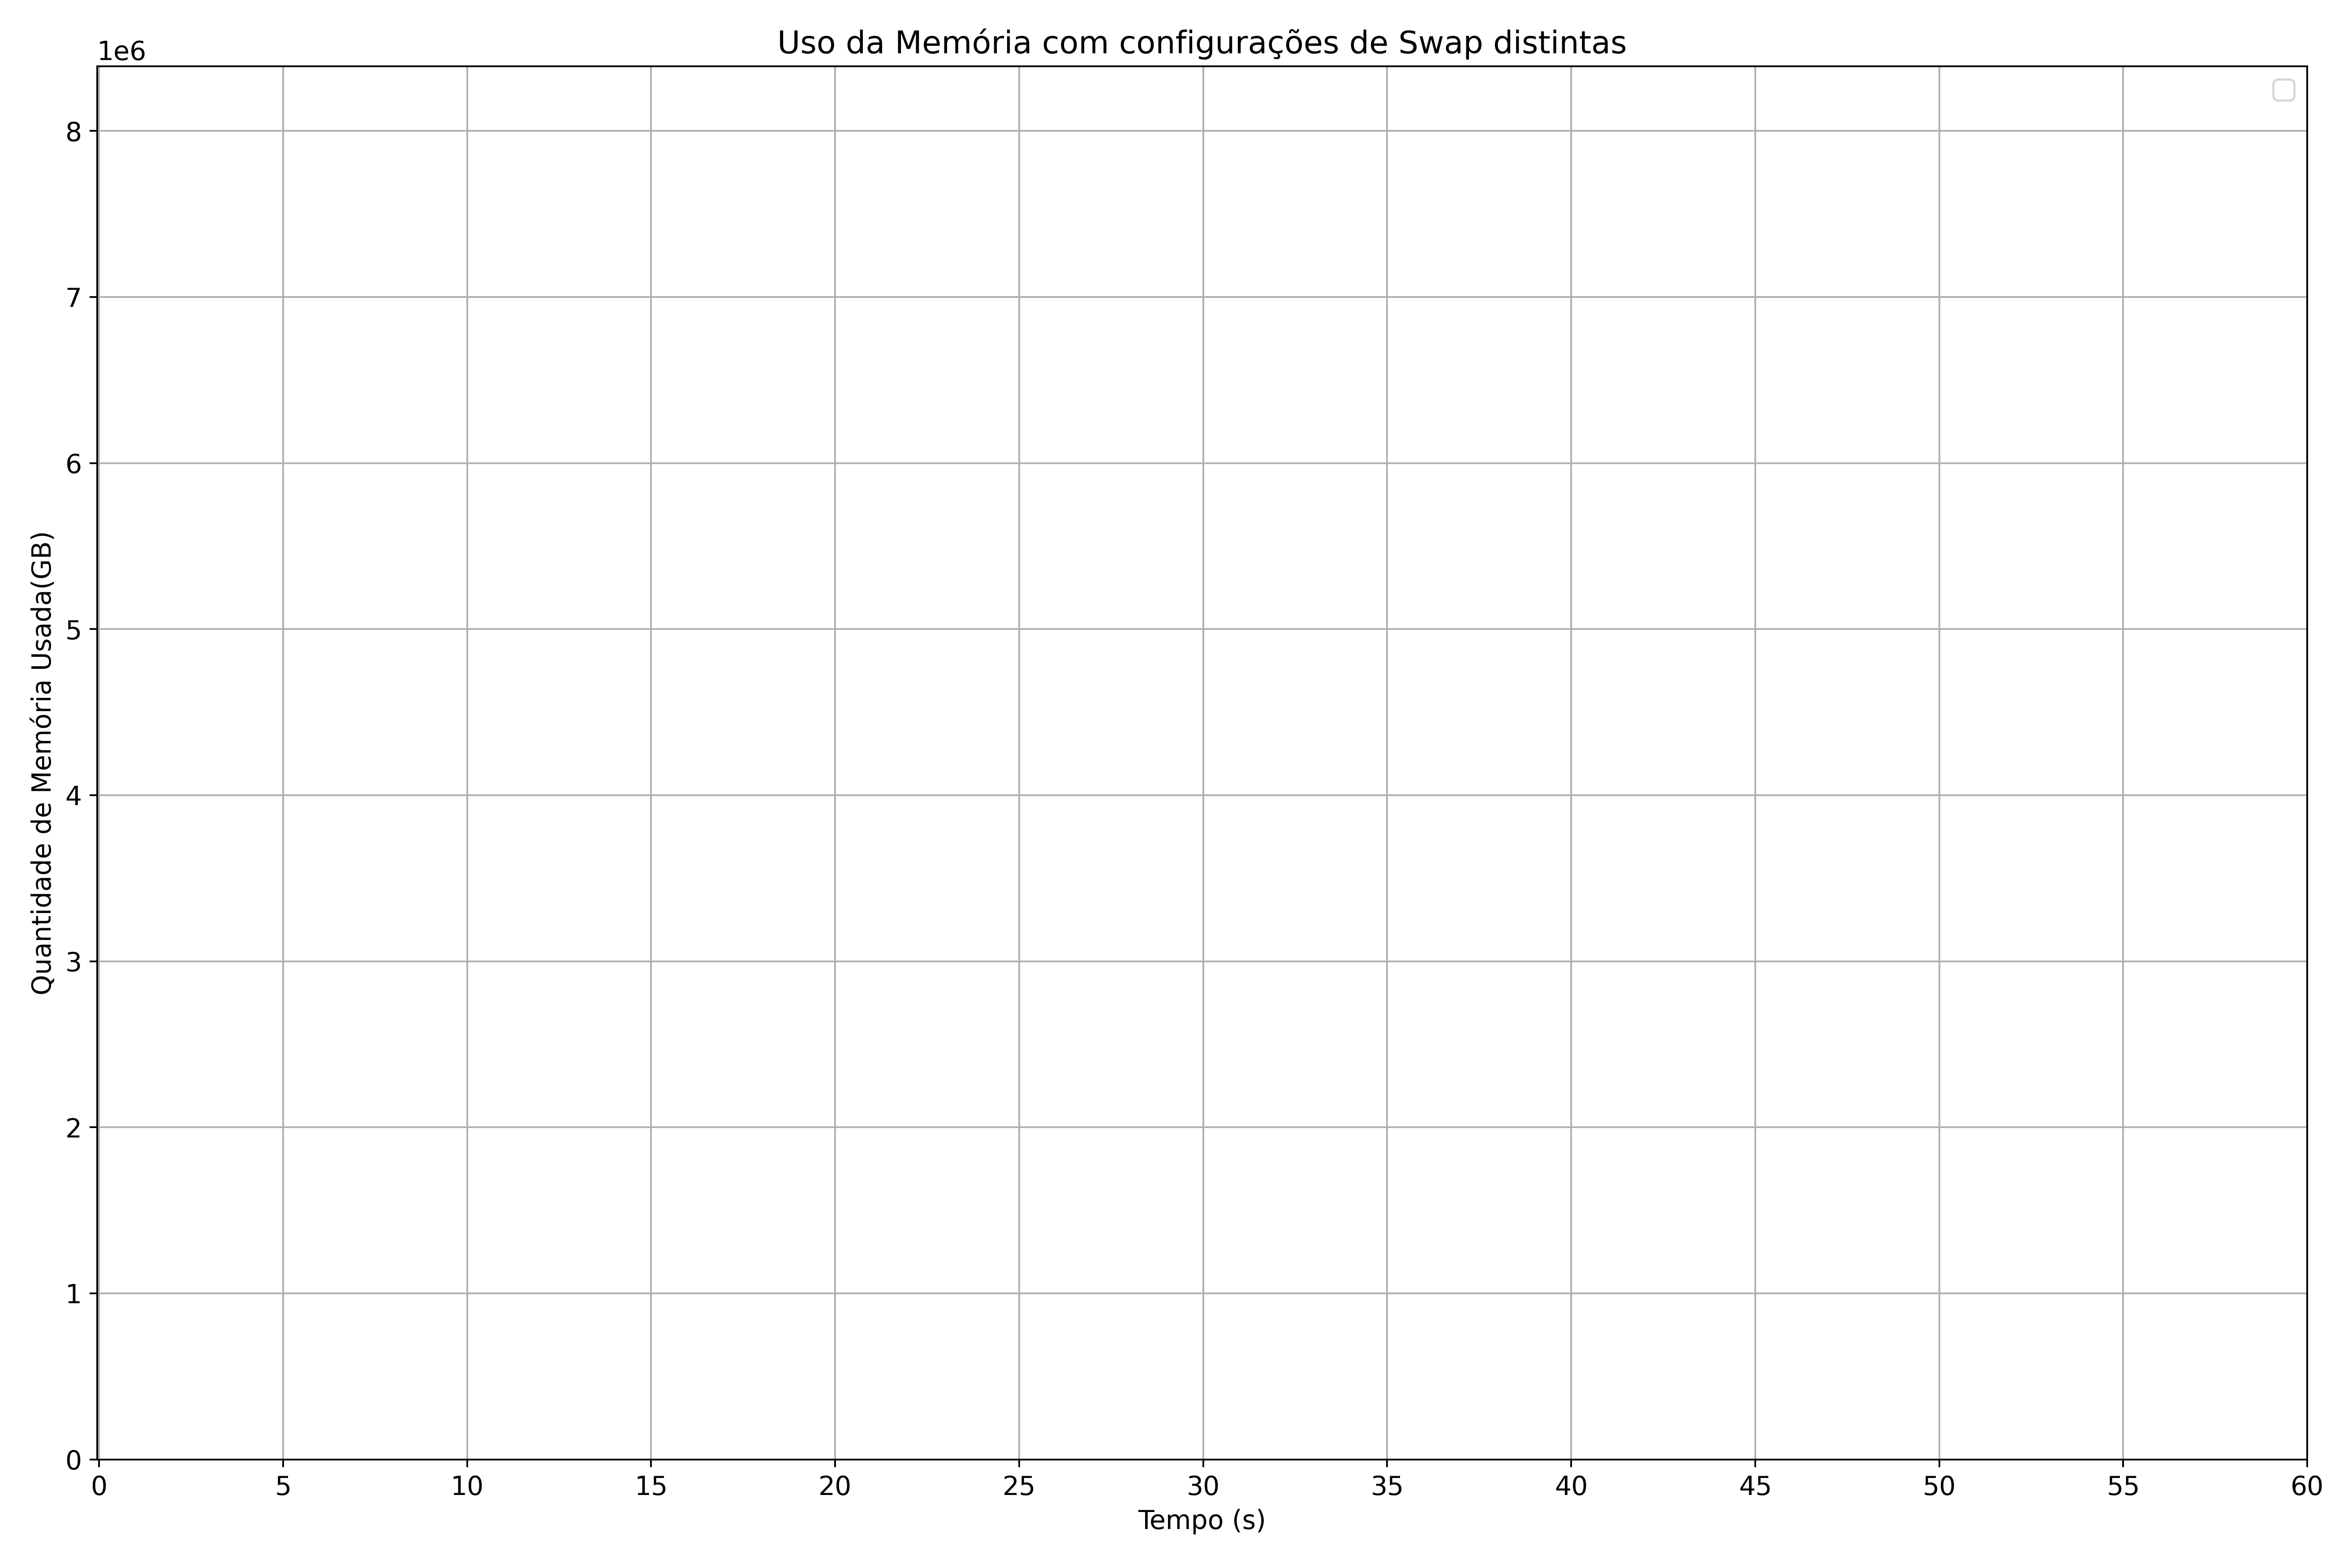 Uso da Memória com configurações de Swap distintas
1e6
8
7
6
5
4
3
2
1
0
Quantidade de Memória Usada(GB)
0 5 10 15 20 25 30 35 40 45 50 55 60
Tempo (s)